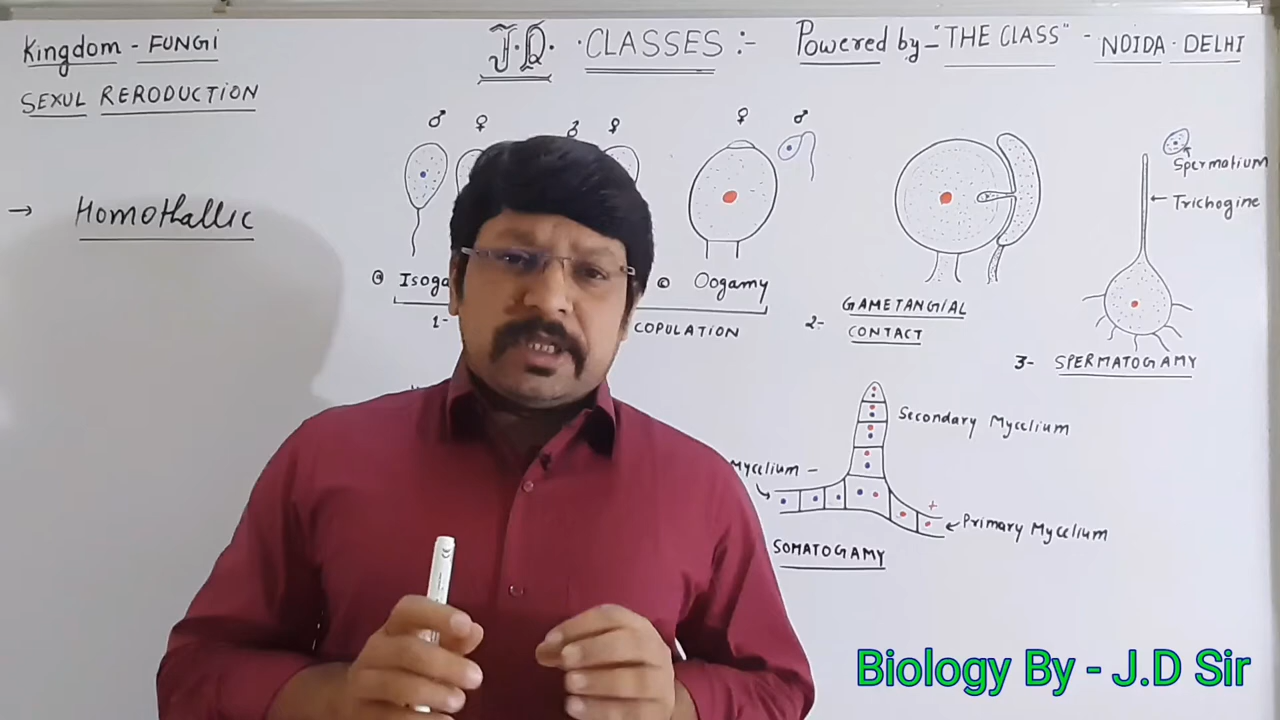 Kingdom - FUNGI
SEXUL RERODUCTION
J.D. CLASSES :-
Powered by - "THE CLASS" - NOIDA · DELHI
→ Homothallic
♂ ♀
♂ ♀
♀ ♂
Oogamy
1-
COPULATION
2- GAMETANGIAL
CONTACT
Spermatium
Trichogine
3- SPERMATOGAMY
Secondary Mycelium
Mycelium -
+
Primary Mycelium
SOMATOGAMY
Biology By - J.D Sir